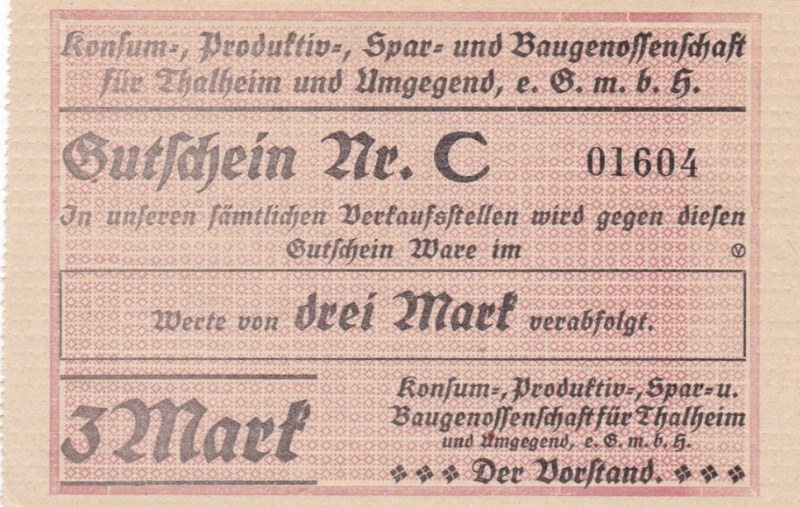 Konsum-, Produktiv-, Spar- und Baugenossenschaft
für Thalheim und Umgegend, e. G. m. b. H.
Gutschein Nr. C 01604
In unseren sämtlichen Verkaufsstellen wird gegen diesen
Gutschein Ware im
Werte von drei Mark verabfolgt.
3 Mark
Konsum-, Produktiv-, Spar- u.
Baugenossenschaft für Thalheim
und Umgegend, e. G. m. b. H.
Der Vorstand.